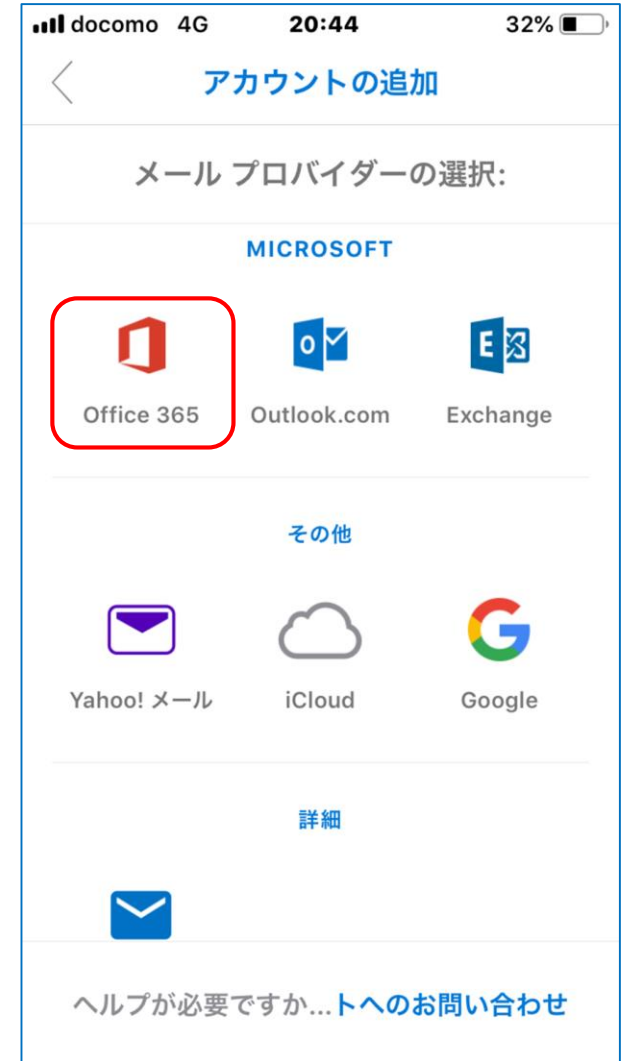 docomo 4G 20:44 32%
アカウントの追加
メール プロバイダーの選択:
MICROSOFT
Office 365 Outlook.com Exchange
その他
Yahoo! メール iCloud Google
詳細
ヘルプが必要ですか...トへのお問い合わせ